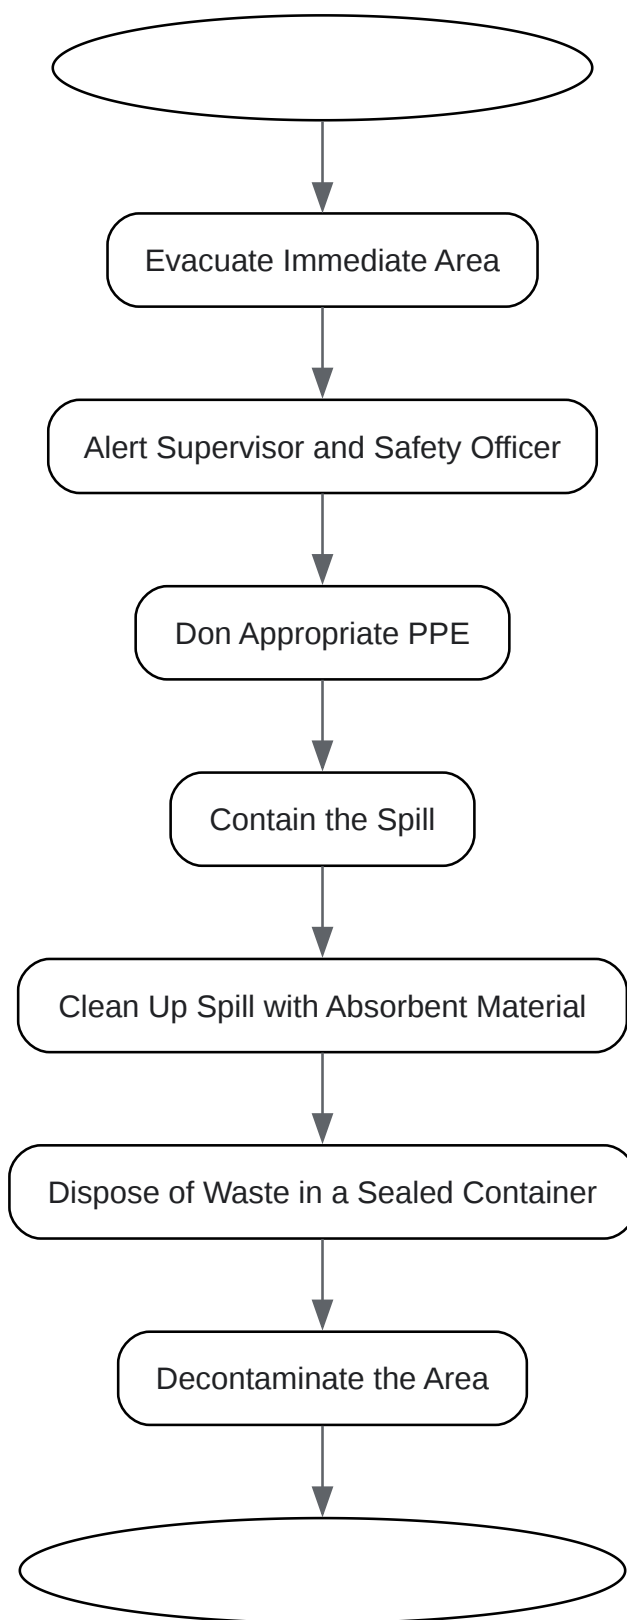 Evacuate Immediate Area
Alert Supervisor and Safety Officer
Don Appropriate PPE
Contain the Spill
Clean Up Spill with Absorbent Material
Dispose of Waste in a Sealed Container
Decontaminate the Area